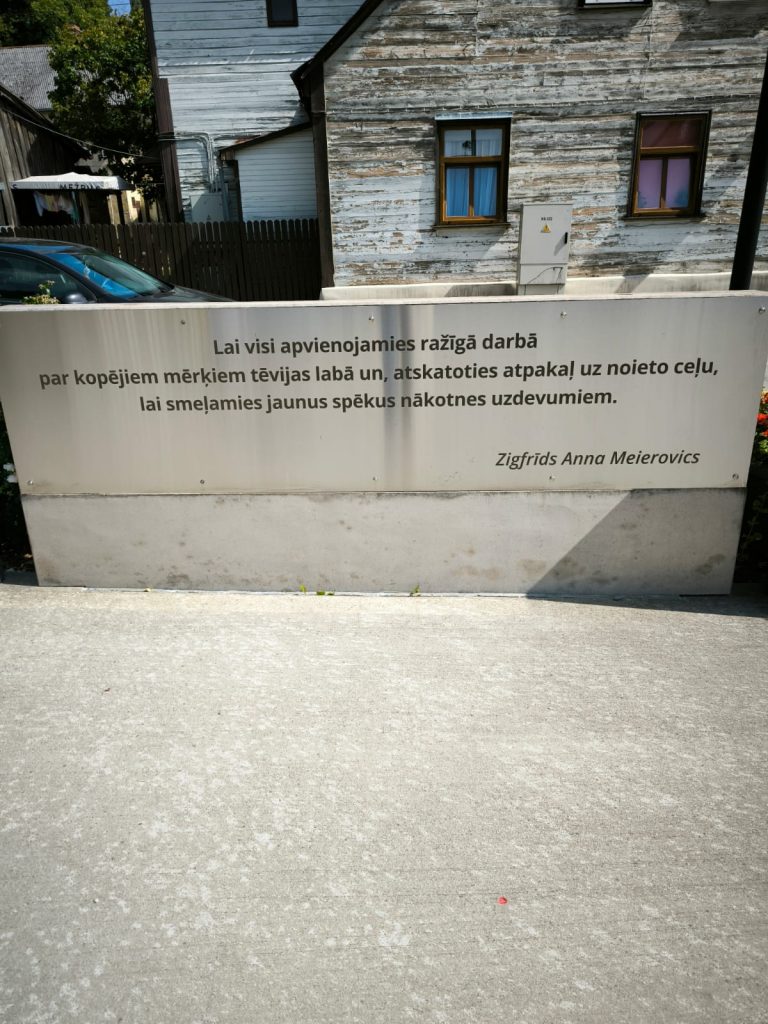 Lai visi apvienojamies ražīgā darbā
par kopējiem mērķiem tēvijas labā un, atskatoties atpakaļ uz noieto ceļu,
lai smeļamies jaunus spēkus nākotnes uzdevumiem.
Zigfrīds Anna Meierovics